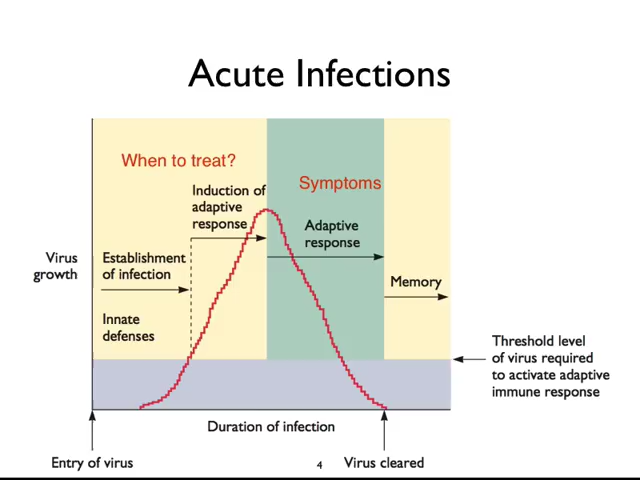 Acute Infections
When to treat?
Symptoms
Induction of
adaptive
response
Adaptive
response
Virus
growth
Establishment
of infection
Memory
Innate
defenses
Threshold level
of virus required
to activate adaptive
immune response
Duration of infection
Entry of virus
4
Virus cleared